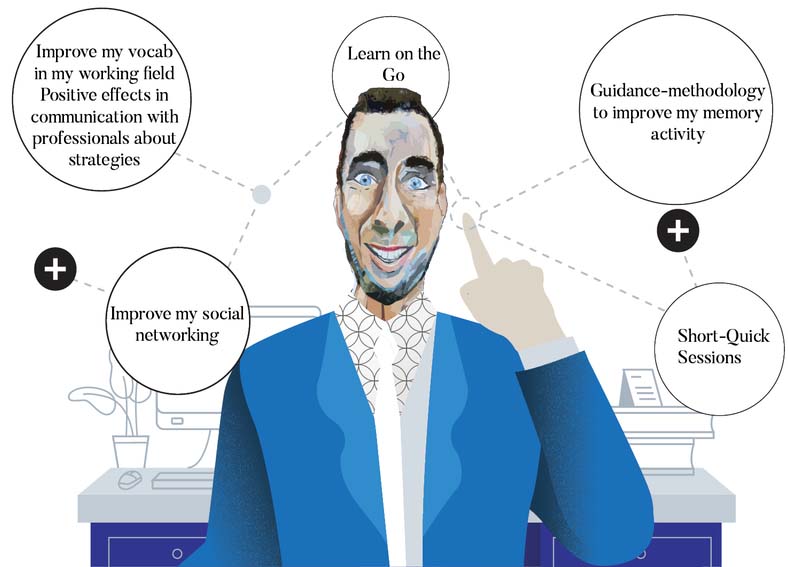 Improve my vocab
in my working field
Positive effects in
communication with
professionals about
strategies
Learn on the
Go
Guidance-methodology
to improve my memory
activity
Improve my social
networking
Short-Quick
Sessions